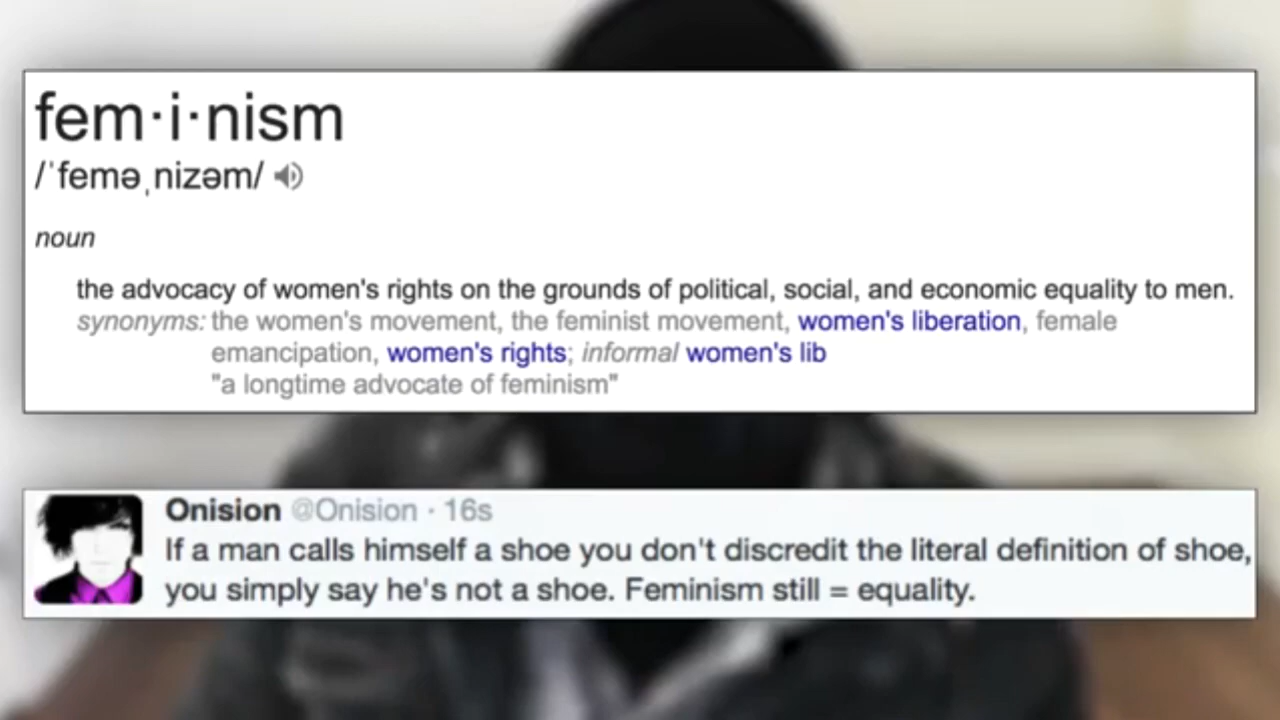 fem·i·nism
/ˈfeməˌnizəm/
noun
the advocacy of women's rights on the grounds of political, social, and economic equality to men.
synonyms: the women's movement, the feminist movement, women's liberation, female
emancipation, women's rights; informal women's lib
"a longtime advocate of feminism"
Onision @Onision · 16s
If a man calls himself a shoe you don't discredit the literal definition of shoe,
you simply say he's not a shoe. Feminism still = equality.